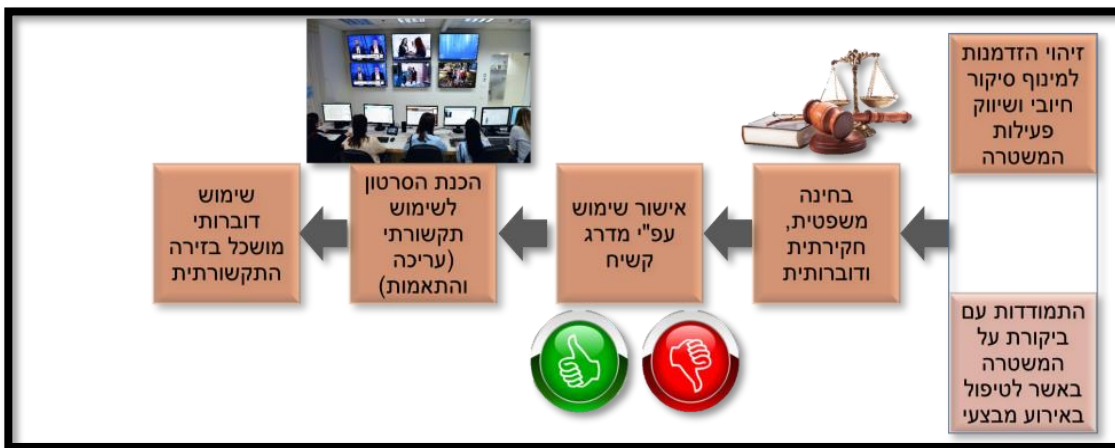 זיהוי הזדמנות
למינוף סיקור
חיובי ושיווק
פעילות
המשטרה
התמודדות עם
ביקורת על
המשטרה
באשר לטיפול
באירוע מבצעי
בחינה
משפטית,
חקירתית
ודוברותית
אישור שימוש
עפ"י מדרג
קשיח
הכנת הסרטון
לשימוש
תקשורתי
(עריכה
והתאמות)
שימוש
דוברותי
מושכל בזירה
התקשורתית